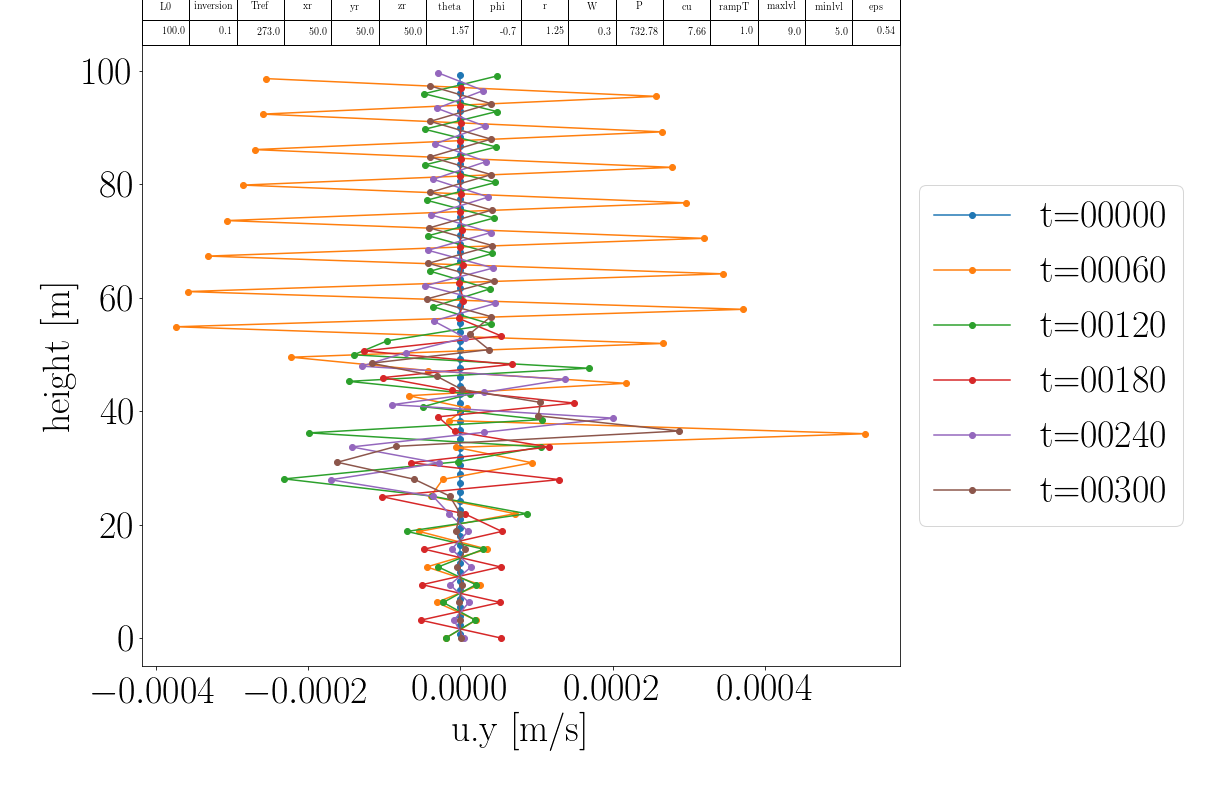 L0 inversion Tref xr yr zr theta phi r W P cu rampT maxlvl minlvl eps
100.0 0.1 273.0 50.0 50.0 50.0 1.57 -0.7 1.25 0.3 732.78 7.66 1.0 9.0 5.0 0.54
100
80
60
40
20
0
height [m]
−0.0004 −0.0002 0.0000 0.0002 0.0004
u.y [m/s]
t=00000
t=00060
t=00120
t=00180
t=00240
t=00300